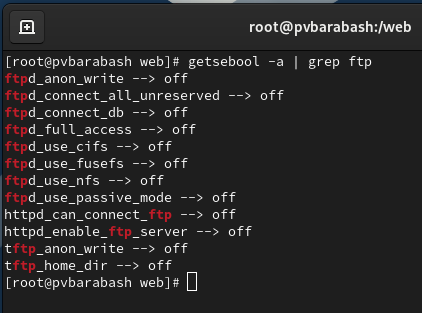 root@pvbarabash:/web
[root@pvbarabash web]# getsebool -a | grep ftp
ftpd_anon_write --> off
ftpd_connect_all_unreserved --> off
ftpd_connect_db --> off
ftpd_full_access --> off
ftpd_use_cifs --> off
ftpd_use_fusefs --> off
ftpd_use_nfs --> off
ftpd_use_passive_mode --> off
httpd_can_connect_ftp --> off
httpd_enable_ftp_server --> off
tftp_anon_write --> off
tftp_home_dir --> off
[root@pvbarabash web]#